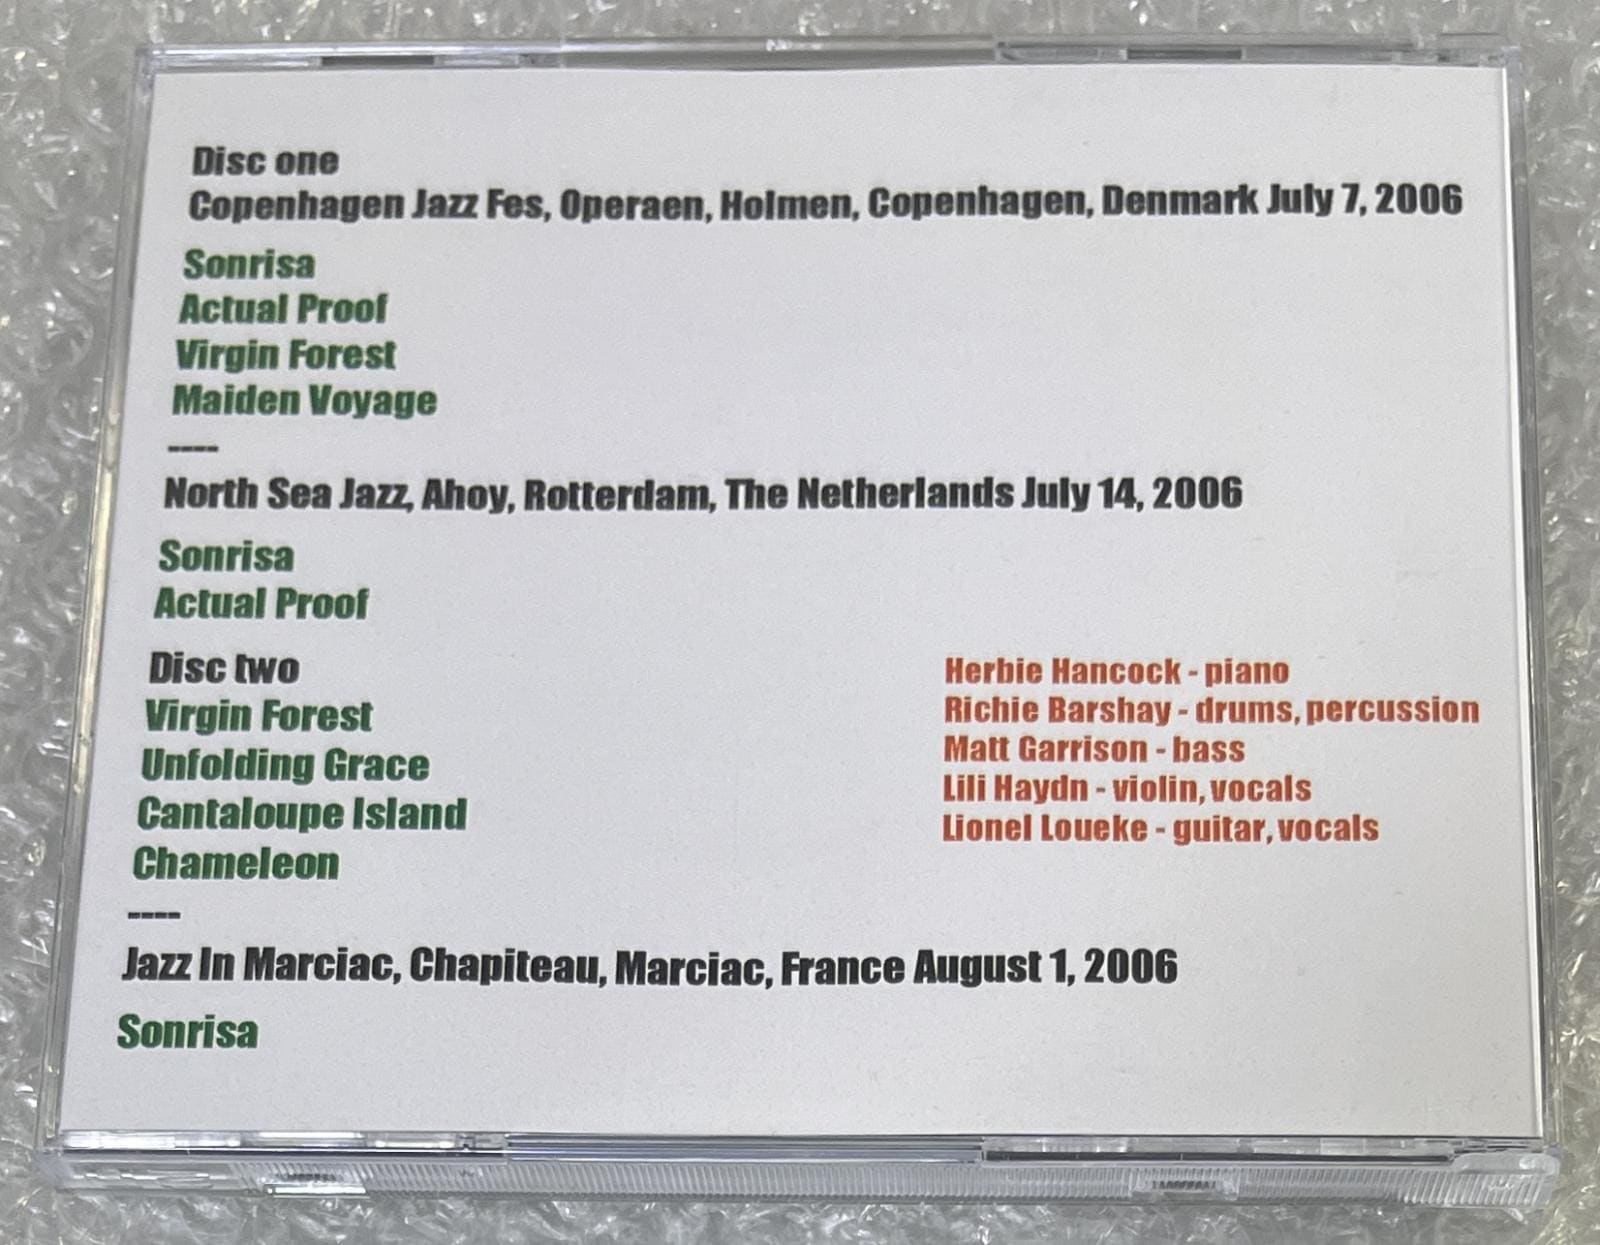 Disc one
Copenhagen Jazz Fes, Operaen, Holmen, Copenhagen, Denmark July 7, 2006
Sonrisa
Actual Proof
Virgin Forest
Maiden Voyage
----
North Sea Jazz, Ahoy, Rotterdam, The Netherlands July 14, 2006
Sonrisa
Actual Proof
Disc two
Virgin Forest
Unfolding Grace
Cantaloupe Island
Chameleon
----
Jazz In Marciac, Chapiteau, Marciac, France August 1, 2006
Sonrisa
Herbie Hancock - piano
Richie Barshay - drums, percussion
Matt Garrison - bass
Lili Haydn - violin, vocals
Lionel Loueke - guitar, vocals